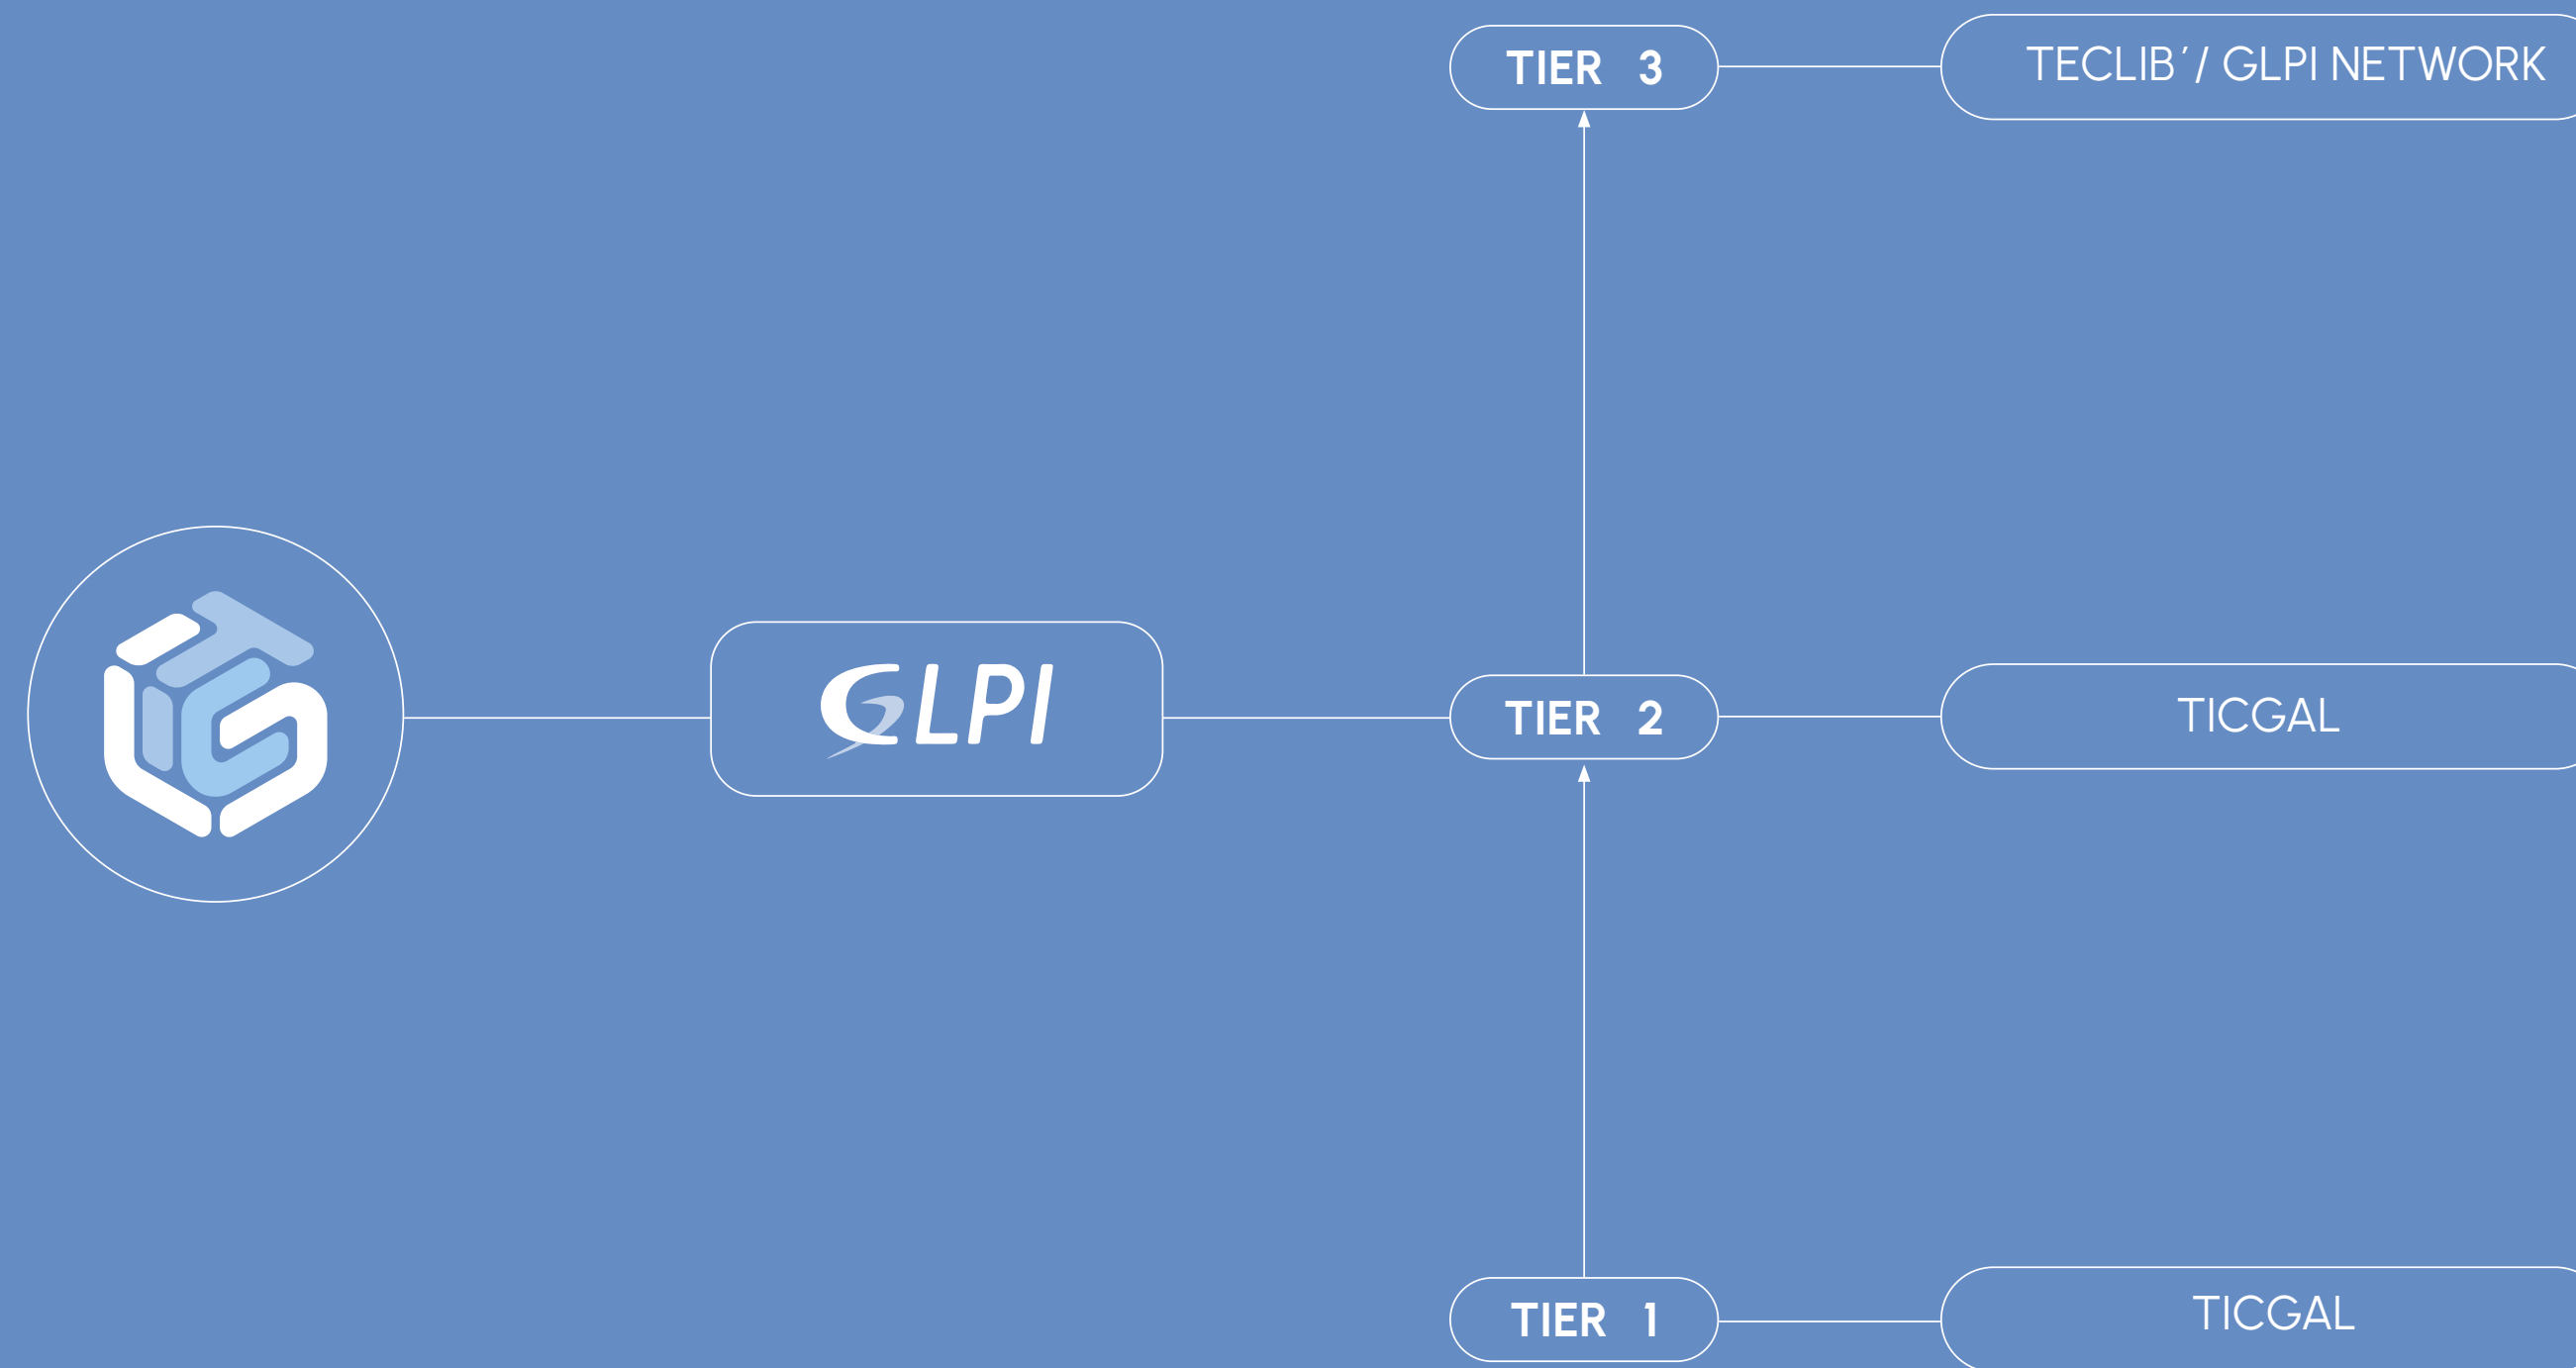 TIER 3
TECLIB’/ GLPI NETWORK
GLPI
TIER 2
TICGAL
TIER 1
TICGAL